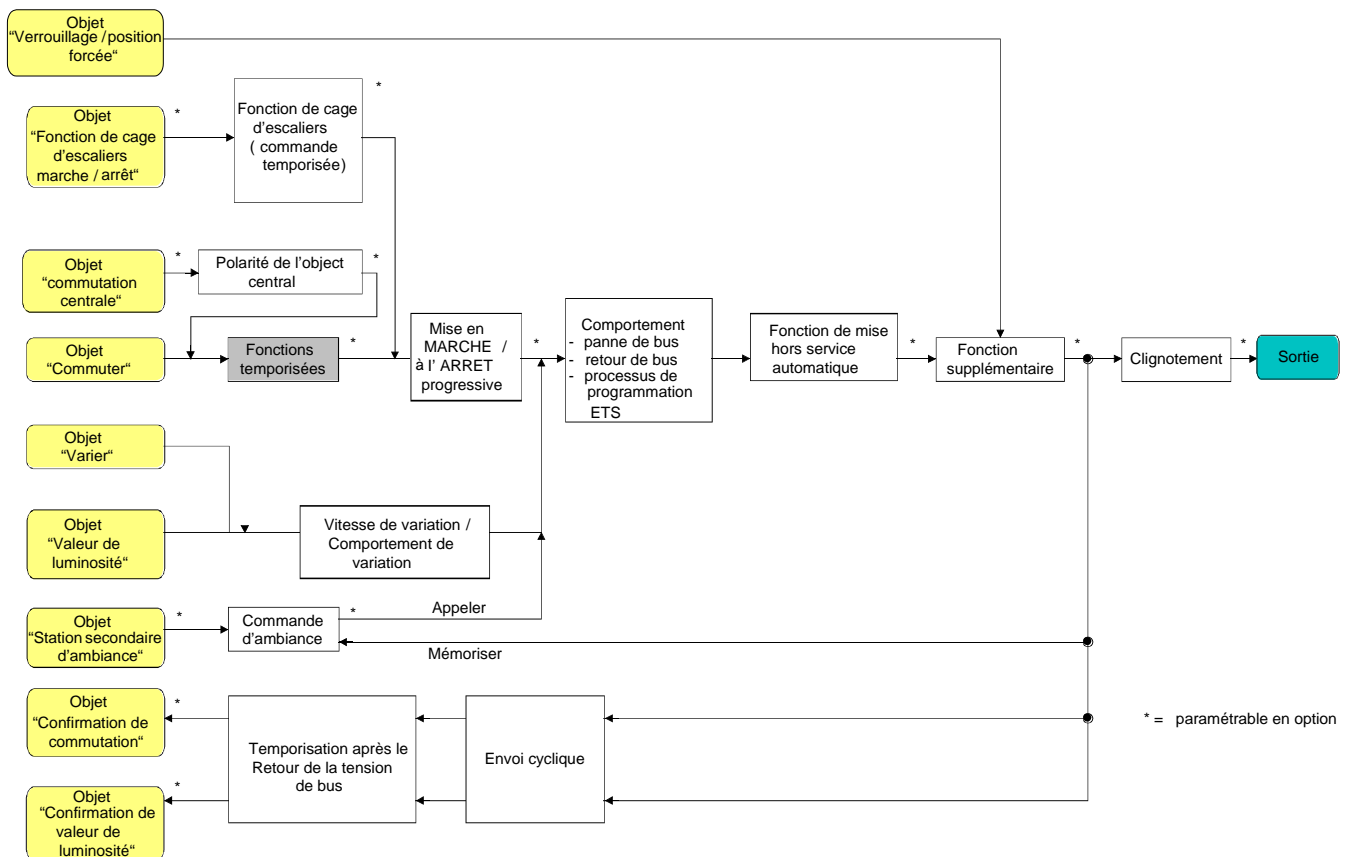 Objet
“Verrouillage /position
forcée“
*
Objet
“Fonction de cage
d'escaliers
marche / arrêt“
*
Fonction de cage
d'escaliers
( commande
temporisée)
*
Objet
“commutation
centrale“
*
Polarité de l'object
central
*
Objet
“Commuter“
Fonctions
temporisées
*
Mise en
MARCHE /
à l' ARRET
progressive
*
Comportement
- panne de bus
- retour de bus
- processus de
programmation
ETS
Fonction de mise
hors service
automatique
*
Fonction
supplémentaire
*
Clignotement
*
Sortie
Objet
“Varier“
Objet
“Valeur de
luminosité“
Vitesse de variation /
Comportement de
variation
Objet
“Station secondaire
d'ambiance“
*
Commande
d'ambiance
*
Appeler
Mémoriser
Objet
“Confirmation de
commutation“
*
Temporisation après le
Retour de la tension
de bus
Envoi cyclique
* = paramétrable en option
Objet
“Confirmation de
valeur de
luminosité“
*